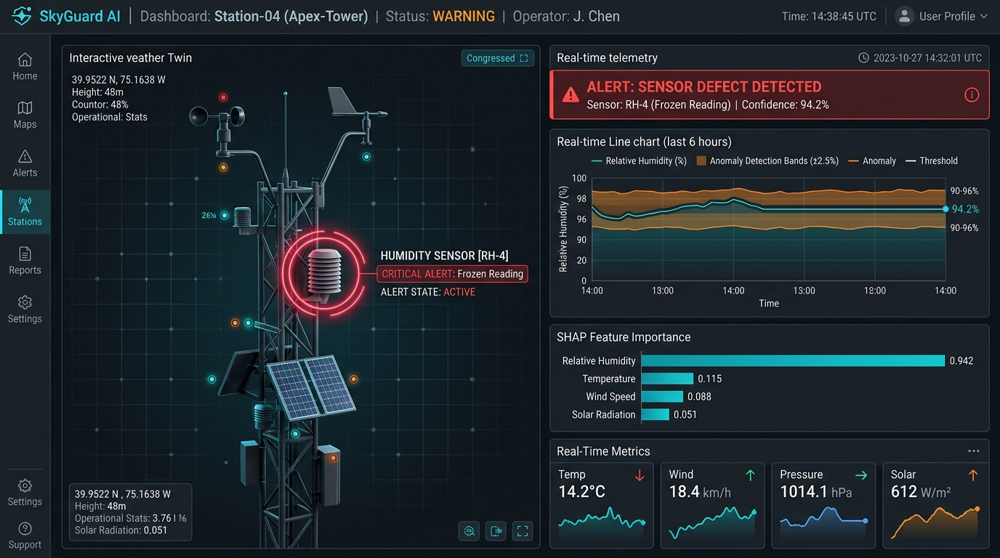 SkyGuard AI | Dashboard: Station-04 (Apex-Tower) | Status: WARNING | Operator: J. Chen
Time: 14:38:45 UTC
User Profile
Home
Maps
Alerts
Stations
Reports
Settings
Settings
Support
Interactive veather Twin
Congressed
39.9522 N, 75.1638 W
Height: 48m
Countor: 48%
Operational: Stats
HUMIDITY SENSOR [RH-4]
CRITICAL ALERT: Frozen Reading
ALERT STATE: ACTIVE
39.9522 N , 75.1638 W
Height: 48m
Operational Stats: 3.76
Solar Radiation: 0.051
Real-time telemetry
2023-10-27 14:32:01 UTC
ALERT: SENSOR DEFECT DETECTED
Sensor: RH-4 (Frozen Reading) | Confidence: 94.2%
Real-time Line chart (last 6 hours)
Relative Humidity (%)
Anomaly Detection Bands (±2.5%)
Anomaly
Threshold
Relative Humidity (%)
100
98
96
90
20
0
90-96%
94.2%
90-96%
14:00
13:00
14:00
13:00
18:00
14:00
Time
SHAP Feature Importance
Relative Humidity 0.942
Temperature 0.115
Wind Speed 0.088
Solar Radiation 0.051
Real-Time Metrics
Temp
14.2°C
Wind
18.4 km/h
Pressure
1014.1 hPa
Solar
612 W/m²